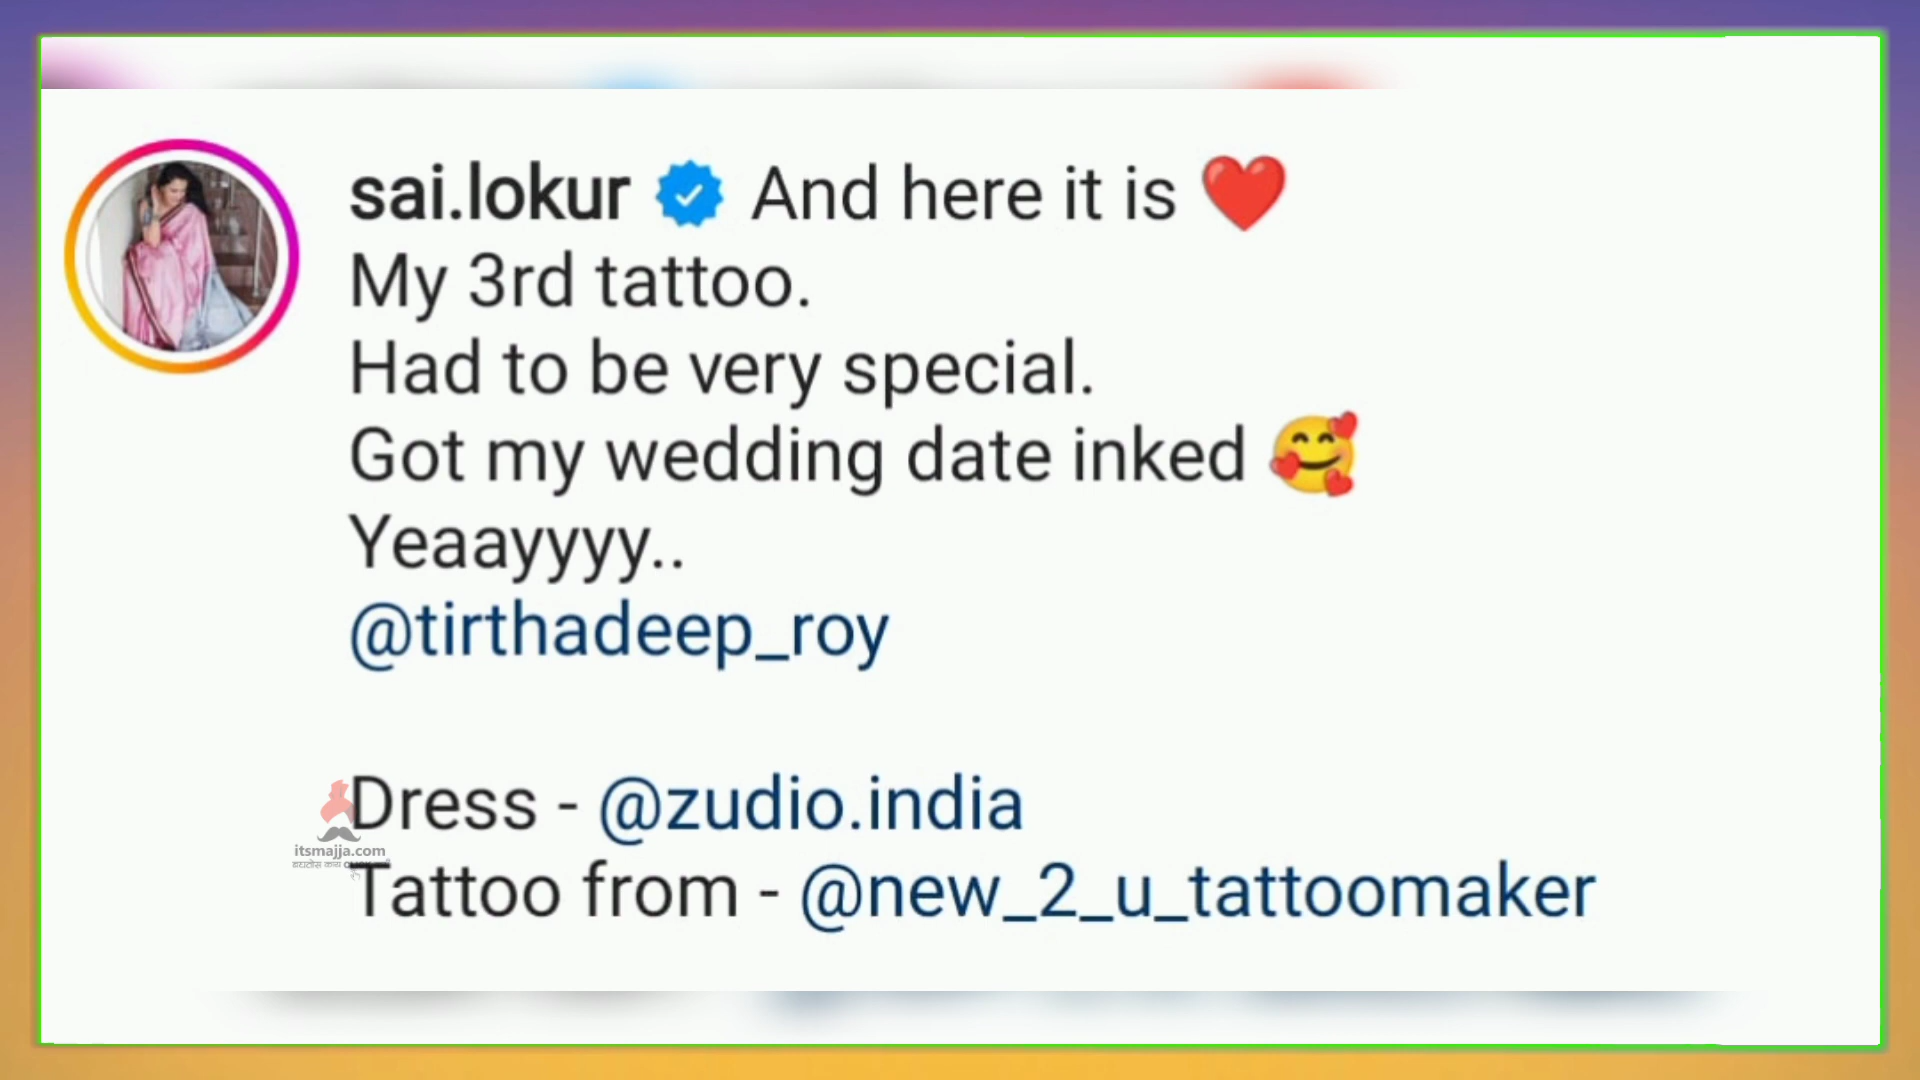 sai.lokur And here it is ❤️
My 3rd tattoo.
Had to be very special.
Got my wedding date inked 🥰
Yeaayyyy..
@tirthadeep_roy
Dress - @zudio.india
Tattoo from - @new_2_u_tattoomaker
itsmajja.com